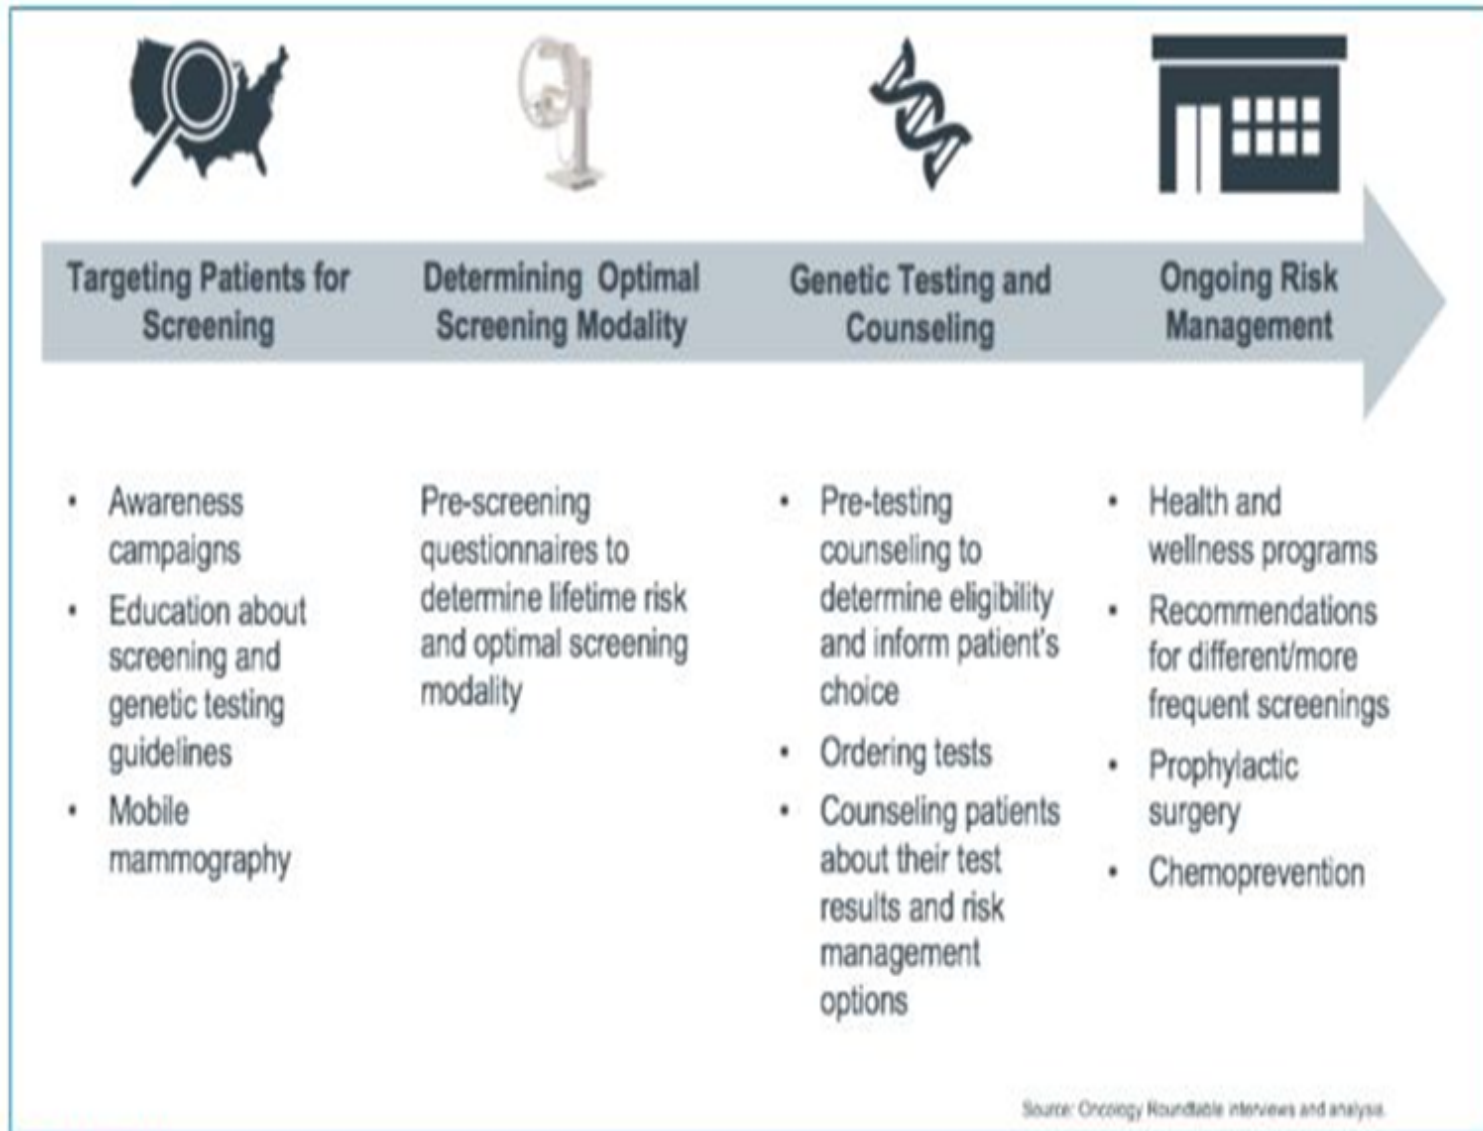 Targeting Patients for
Screening
Determining Optimal
Screening Modality
Genetic Testing and
Counseling
Ongoing Risk
Management
• Awareness
campaigns
• Education about
screening and
genetic testing
guidelines
• Mobile
mammography
Pre-screening
questionnaires to
determine lifetime risk
and optimal screening
modality
• Pre-testing
counseling to
determine eligibility
and inform patient's
choice
• Ordering tests
• Counseling patients
about their test
results and risk
management
options
• Health and
wellness programs
• Recommendations
for different/more
frequent screenings
• Prophylactic
surgery
• Chemoprevention
Source: Oncology Roundtable interviews and analysis.